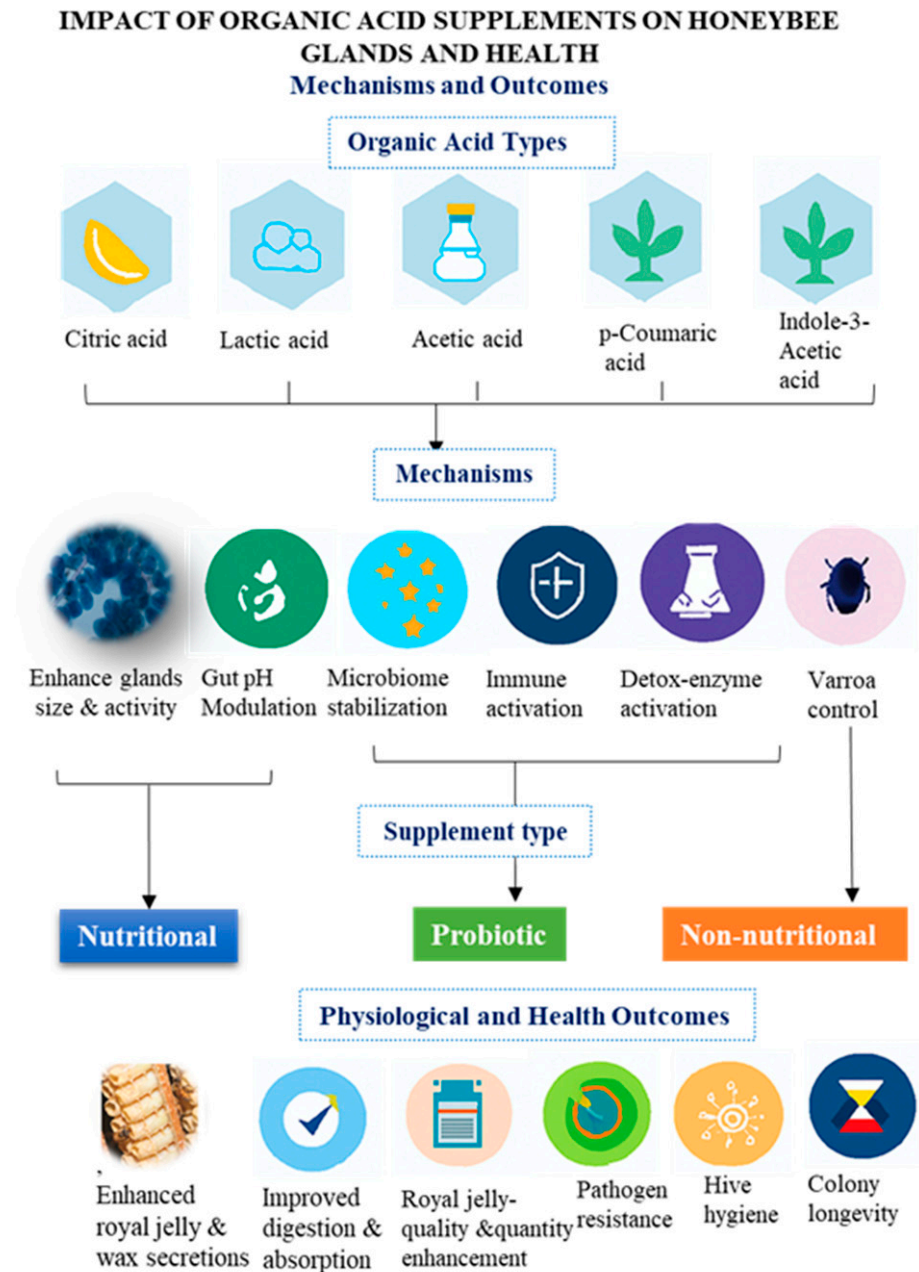 IMPACT OF ORGANIC ACID SUPPLEMENTS ON HONEYBEE
GLANDS AND HEALTH
Mechanisms and Outcomes
Organic Acid Types
Citric acid
Lactic acid
Acetic acid
p-Coumaric
acid
Indole-3-
Acetic
acid
Mechanisms
Enhance glands
size & activity
Gut pH
Modulation
Microbiome
stabilization
Immune
activation
Detox-enzyme
activation
Varroa
control
Supplement type
Nutritional
Probiotic
Non-nutritional
Physiological and Health Outcomes
,
Enhanced
royal jelly &
wax secretions
Improved
digestion &
absorption
Royal jelly-
quality &quantity
enhancement
Pathogen
resistance
Hive
hygiene
Colony
longevity